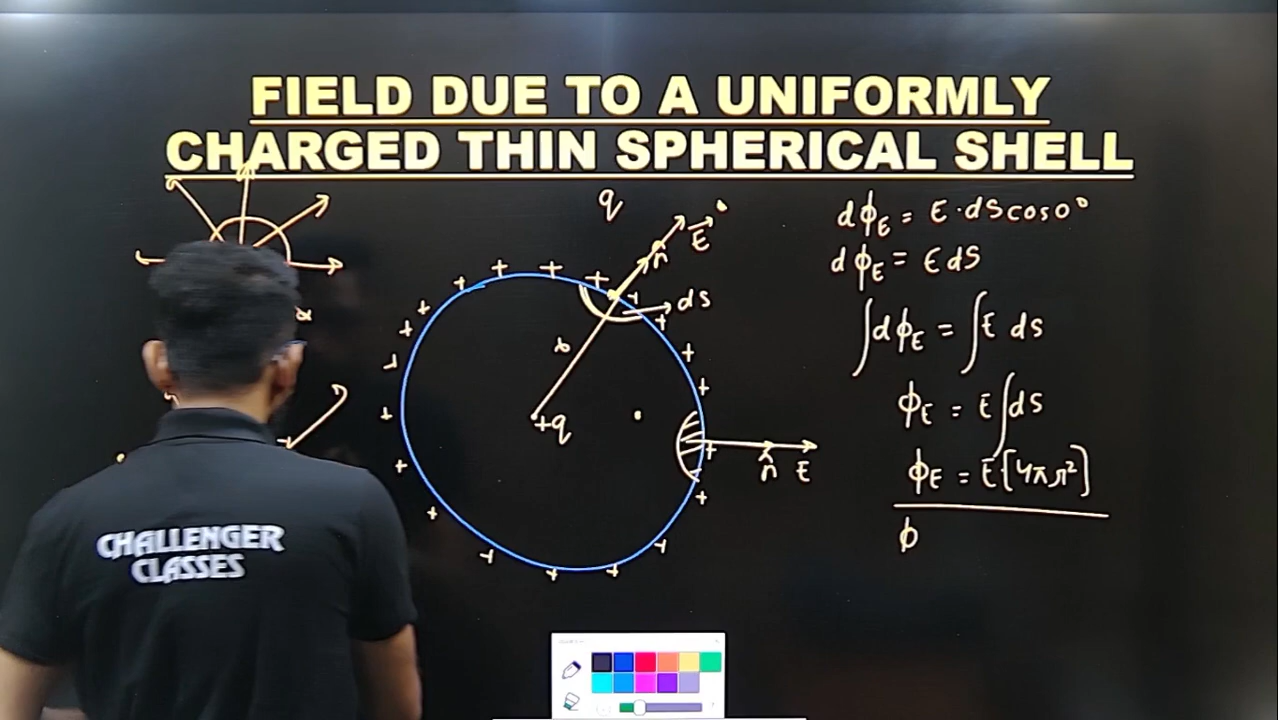 FIELD DUE TO A UNIFORMLY
CHARGED THIN SPHERICAL SHELL
q
E
n
ds
r
+q
n̂ E
dϕE = E·dScos0°
dϕE = EdS
∫dϕE = ∫E dS
ϕE = E∫dS
ϕE = E[4πr²]
ϕ
CHALLENGER
CLASSES